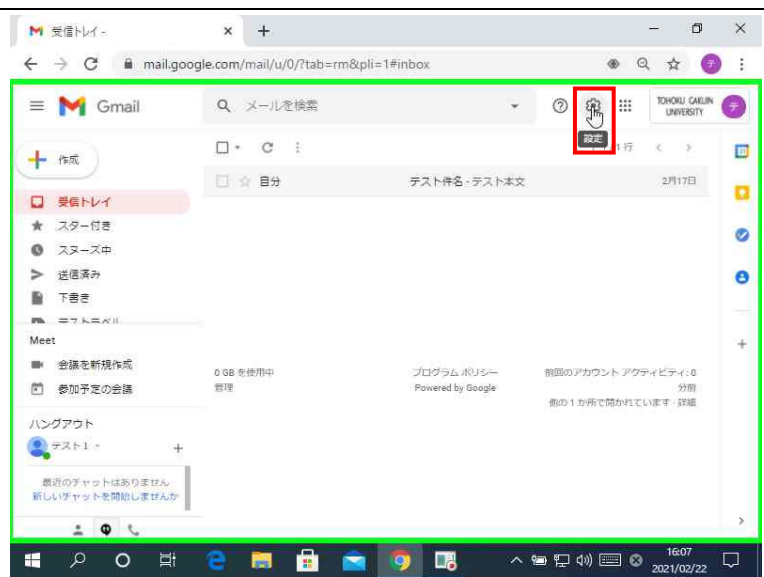 受信トレイ -
mail.google.com/mail/u/0/?tab=rm&pli=1#inbox
テ
Gmail
メールを検索
TOHOKU GAKUIN
UNIVERSITY
テ
設定
作成
1 行
自分
テスト件名 - テスト本文
2月17日
受信トレイ
スター付き
スヌーズ中
送信済み
下書き
テストラベル
Meet
会議を新規作成
参加予定の会議
0 GB を使用中
管理
プログラム ポリシー
Powered by Google
前回のアカウント アクティビティ: 0
分前
他の 1 か所で開かれています · 詳細
ハングアウト
テスト1
最近のチャットはありません
新しいチャットを開始しませんか
16:07
2021/02/22